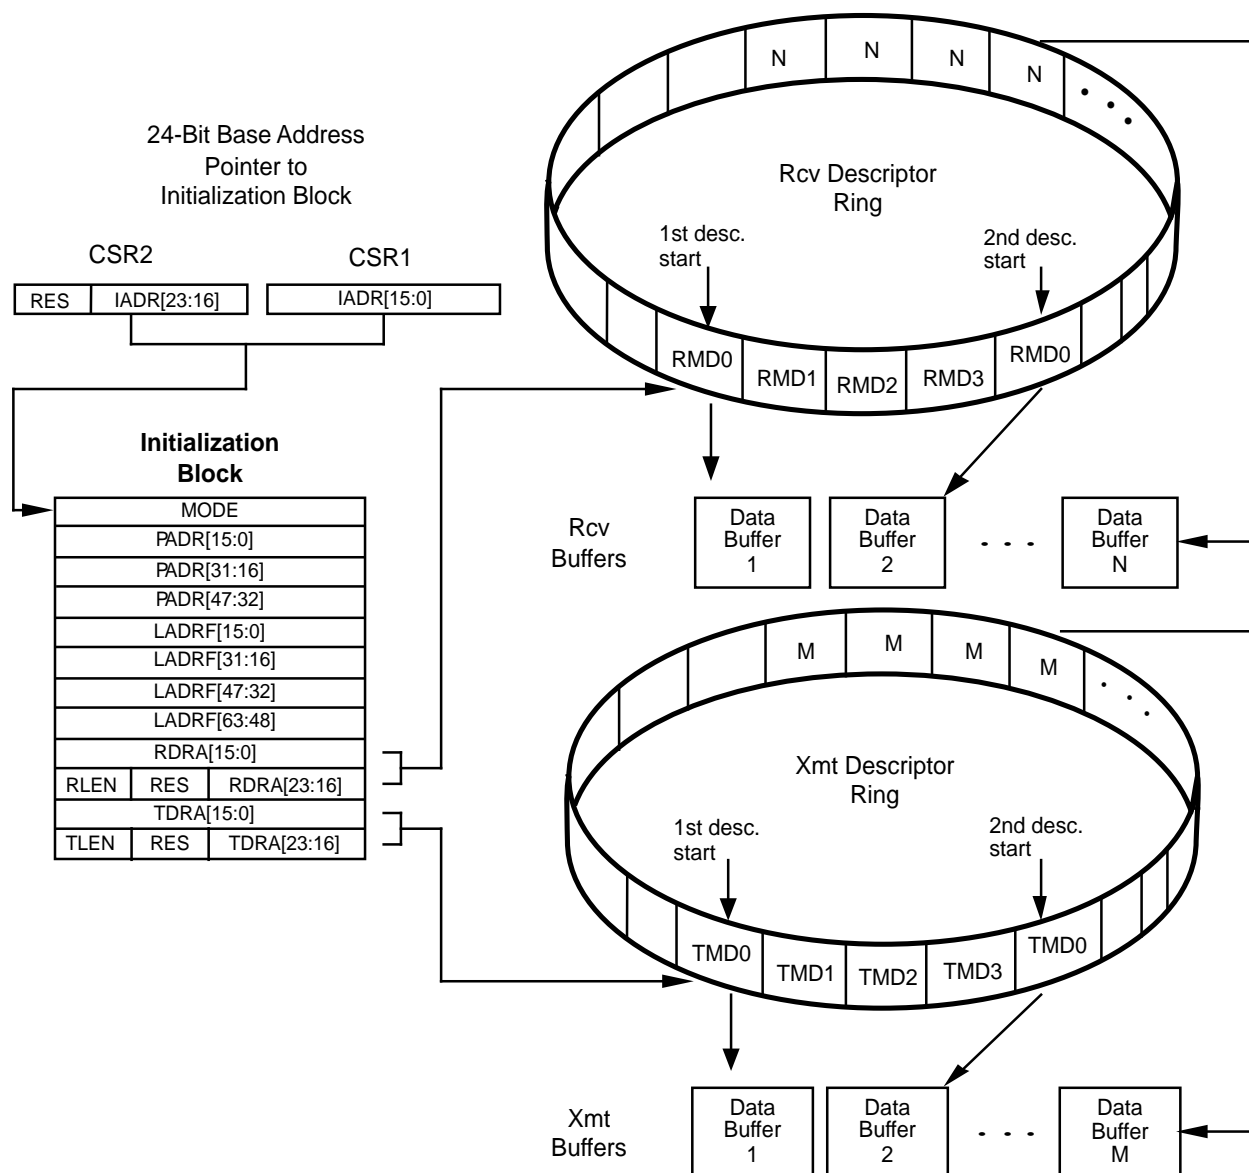 N N N N
24-Bit Base Address
Pointer to
Initialization Block
Rcv Descriptor
Ring
1st desc.
start
2nd desc.
start
CSR2 CSR1
RES IADR[23:16] IADR[15:0]
RMD0 RMD1 RMD2 RMD3 RMD0
Initialization
Block
MODE
PADR[15:0]
PADR[31:16]
PADR[47:32]
LADRF[15:0]
LADRF[31:16]
LADRF[47:32]
LADRF[63:48]
RDRA[15:0]
RLEN RES RDRA[23:16]
TDRA[15:0]
TLEN RES TDRA[23:16]
Rcv
Buffers
Data
Buffer
1
Data
Buffer
2
. . .
Data
Buffer
N
M M M M
Xmt Descriptor
Ring
1st desc.
start
2nd desc.
start
TMD0 TMD1 TMD2 TMD3 TMD0
Xmt
Buffers
Data
Buffer
1
Data
Buffer
2
. . .
Data
Buffer
M